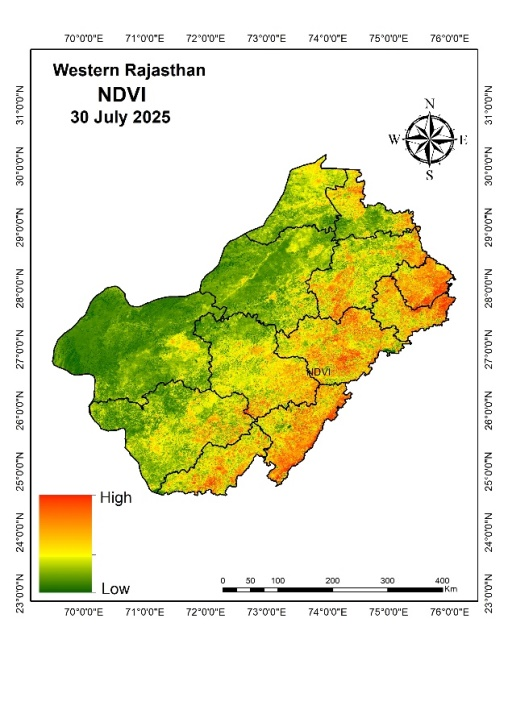 70°0'0"E 71°0'0"E 72°0'0"E 73°0'0"E 74°0'0"E 75°0'0"E 76°0'0"E
Western Rajasthan
NDVI
30 July 2025
N
W E
S
31°0'0"N 31°0'0"N
30°0'0"N 30°0'0"N
29°0'0"N 29°0'0"N
28°0'0"N 28°0'0"N
27°0'0"N 27°0'0"N
NDVI
26°0'0"N 26°0'0"N
25°0'0"N 25°0'0"N
High
24°0'0"N 24°0'0"N
Low
0 50 100 200 300 400
Km
23°0'0"N 23°0'0"N
70°0'0"E 71°0'0"E 72°0'0"E 73°0'0"E 74°0'0"E 75°0'0"E 76°0'0"E